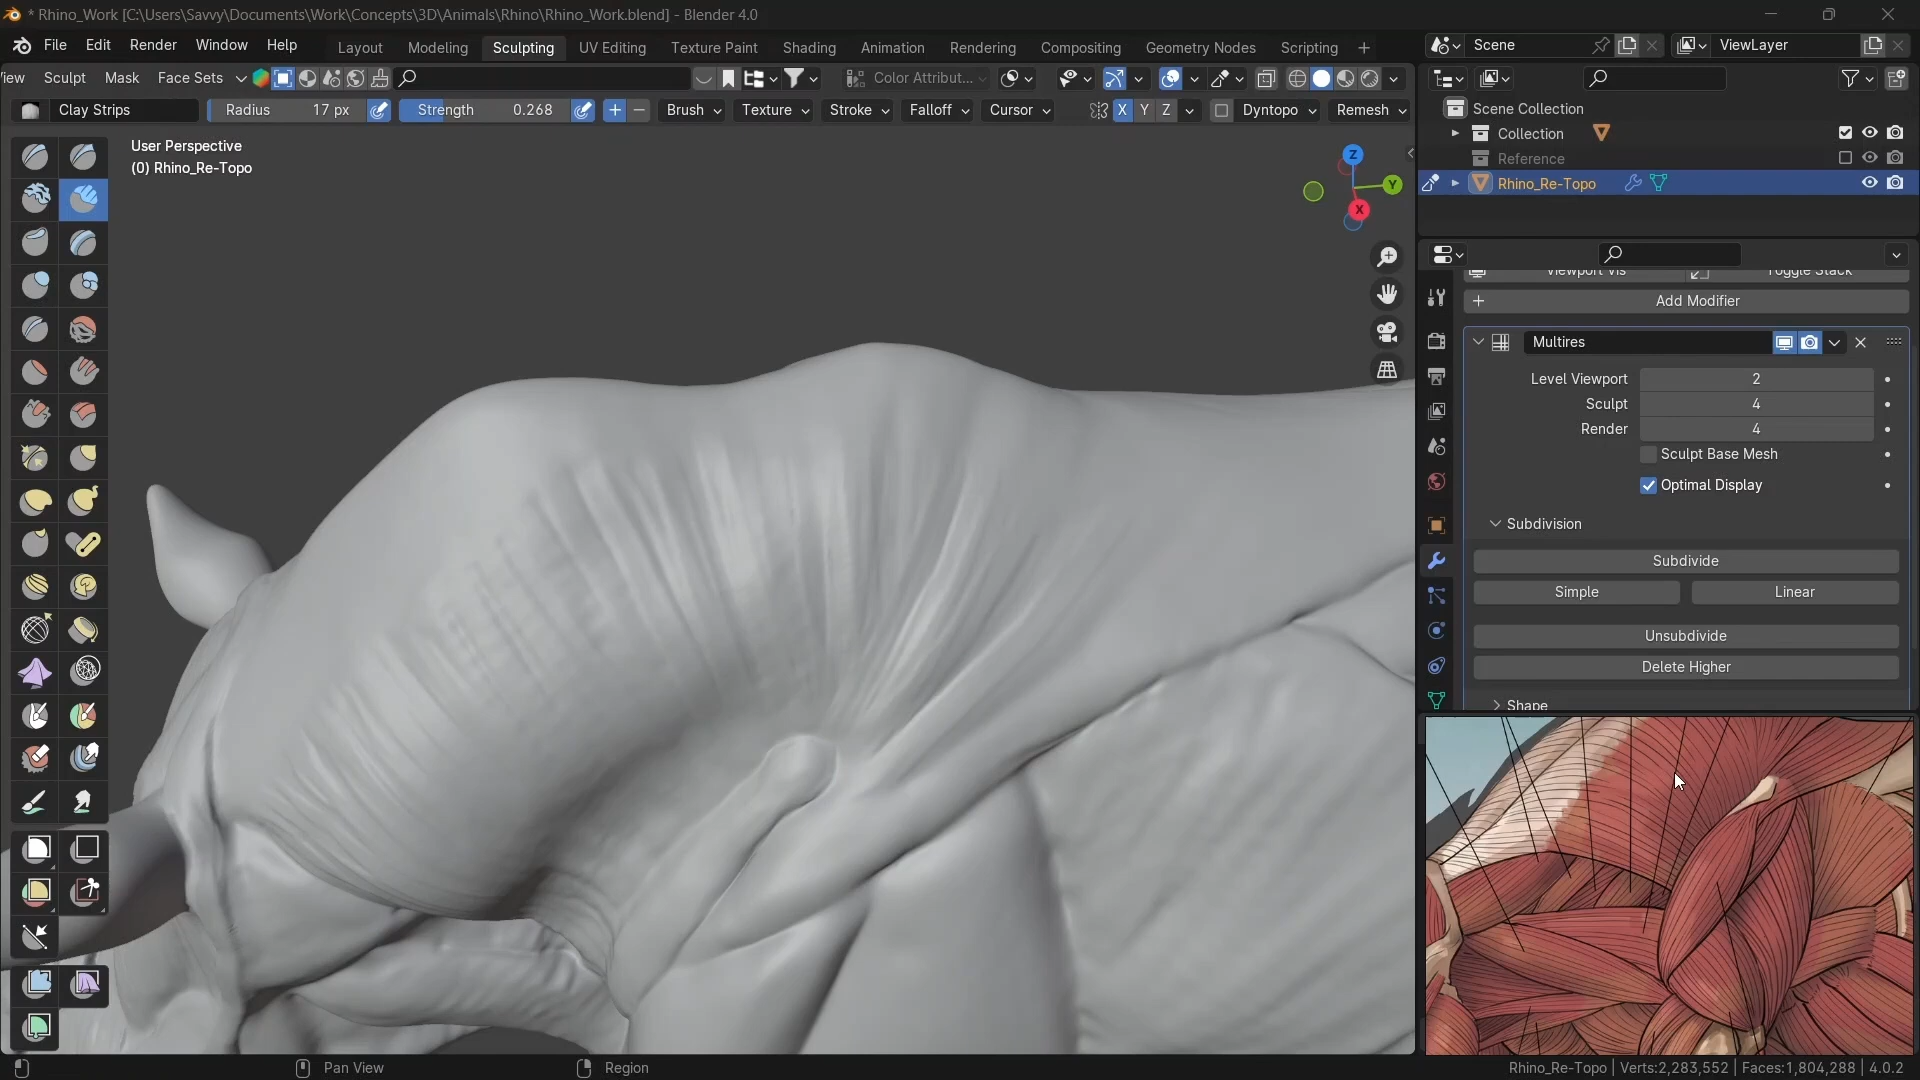 * Rhino_Work [C:\Users\Savvy\Documents\Work\Concepts\3D\Animals\Rhino\Rhino_Work.blend] - Blender 4.0
File Edit Render Window Help Layout Modeling Sculpting UV Editing Texture Paint Shading Animation Rendering Compositing Geometry Nodes Scripting + Scene ViewLayer
iew Sculpt Mask Face Sets Color Attribut...
Clay Strips Radius 17 px Strength 0.268 Brush Texture Stroke Falloff Cursor X Y Z Dyntopo Remesh
User Perspective
(0) Rhino_Re-Topo
Z
Y
X
Scene Collection
Collection
Reference
Rhino_Re-Topo
Viewport Vis Toggle Stack
Add Modifier
Multires
Level Viewport 2
Sculpt 4
Render 4
Sculpt Base Mesh
Optimal Display
Subdivision
Subdivide
Simple Linear
Unsubdivide
Delete Higher
Shape
Pan View Region Rhino_Re-Topo | Verts:2,283,552 | Faces:1,804,288 | 4.0.2